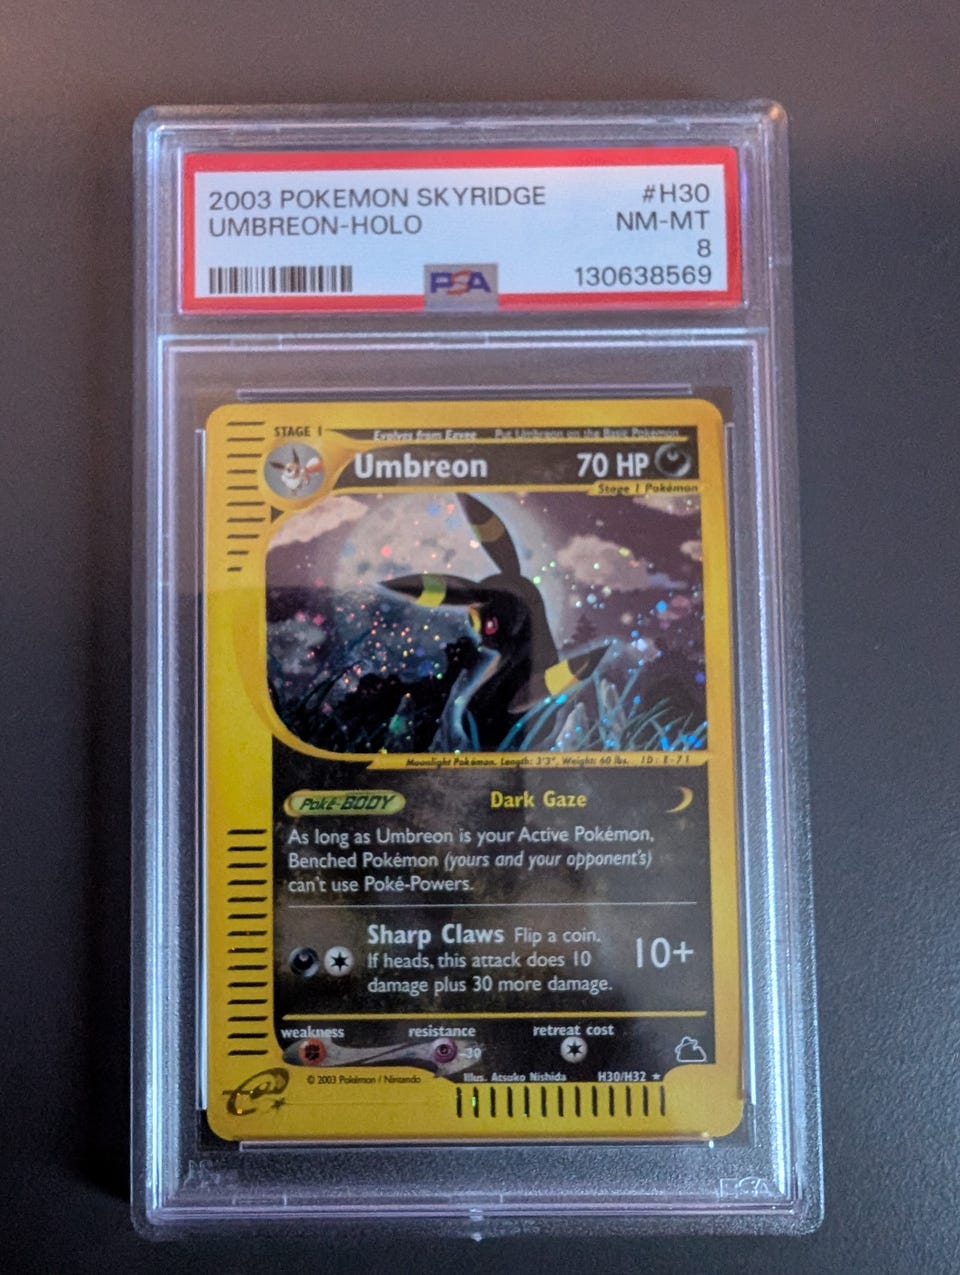 2003 POKEMON SKYRIDGE #H30
UMBREON-HOLO NM-MT
8
PSA 130638569
STAGE 1 Evolves from Eevee Put Umbreon on the Basic Pokémon
Umbreon 70 HP
Stage 1 Pokémon
Moonlight Pokémon. Length: 3'3", Weight: 60 lbs. ID: E-71
Poké-BODY Dark Gaze
As long as Umbreon is your Active Pokémon,
Benched Pokémon (yours and your opponent's)
can't use Poké-Powers.
Sharp Claws Flip a coin.
If heads, this attack does 10 10+
damage plus 30 more damage.
weakness resistance retreat cost
-30
© 2003 Pokémon / Nintendo Illus. Atsuko Nishida H30/H32 ★
e
PSA